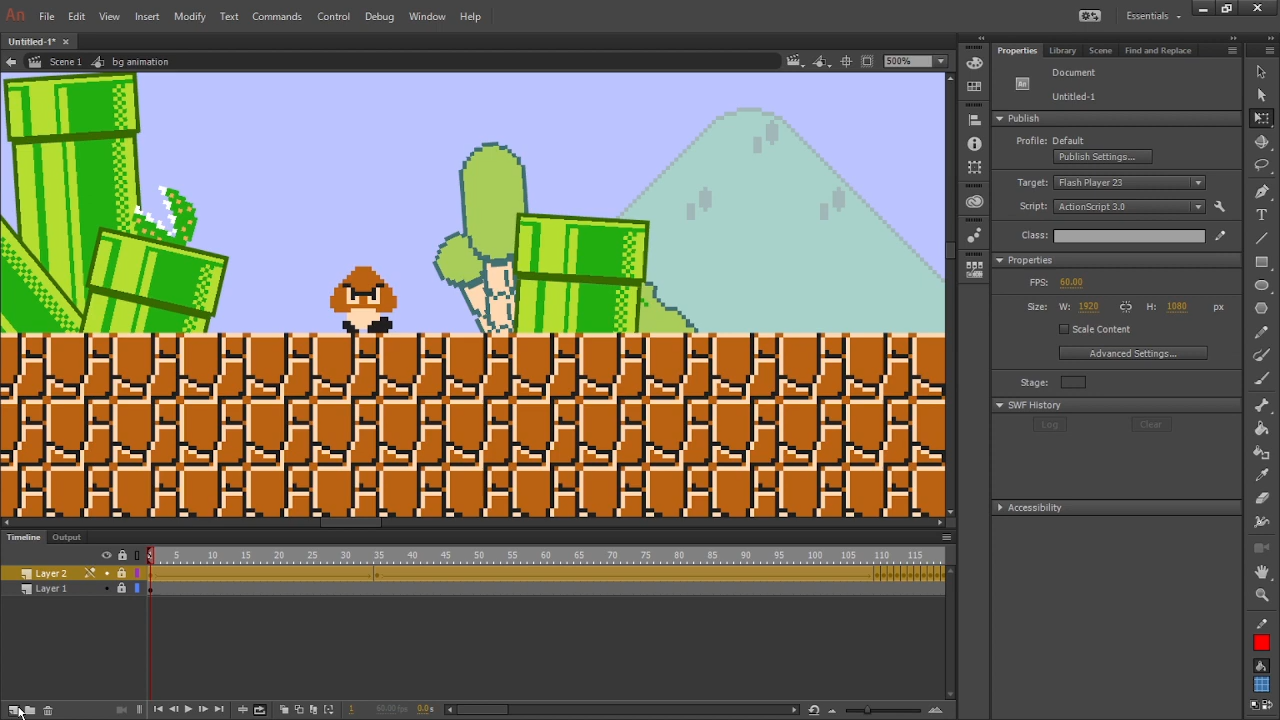 An File Edit View Insert Modify Text Commands Control Debug Window Help Essentials
Untitled-1* ×
Scene 1 bg animation 500%
Properties Library Scene Find and Replace
Document
Untitled-1
Publish
Profile: Default
Publish Settings...
Target: Flash Player 23
Script: ActionScript 3.0
Class:
Properties
FPS: 60.00
Size: W: 1920 H: 1080 px
Scale Content
Advanced Settings...
Stage:
SWF History
Log Clear
Accessibility
Timeline Output
5 10 15 20 25 30 35 40 45 50 55 60 65 70 75 80 85 90 95 100 105 110 115
Layer 2
Layer 1
1 60.00 fps 0.0s